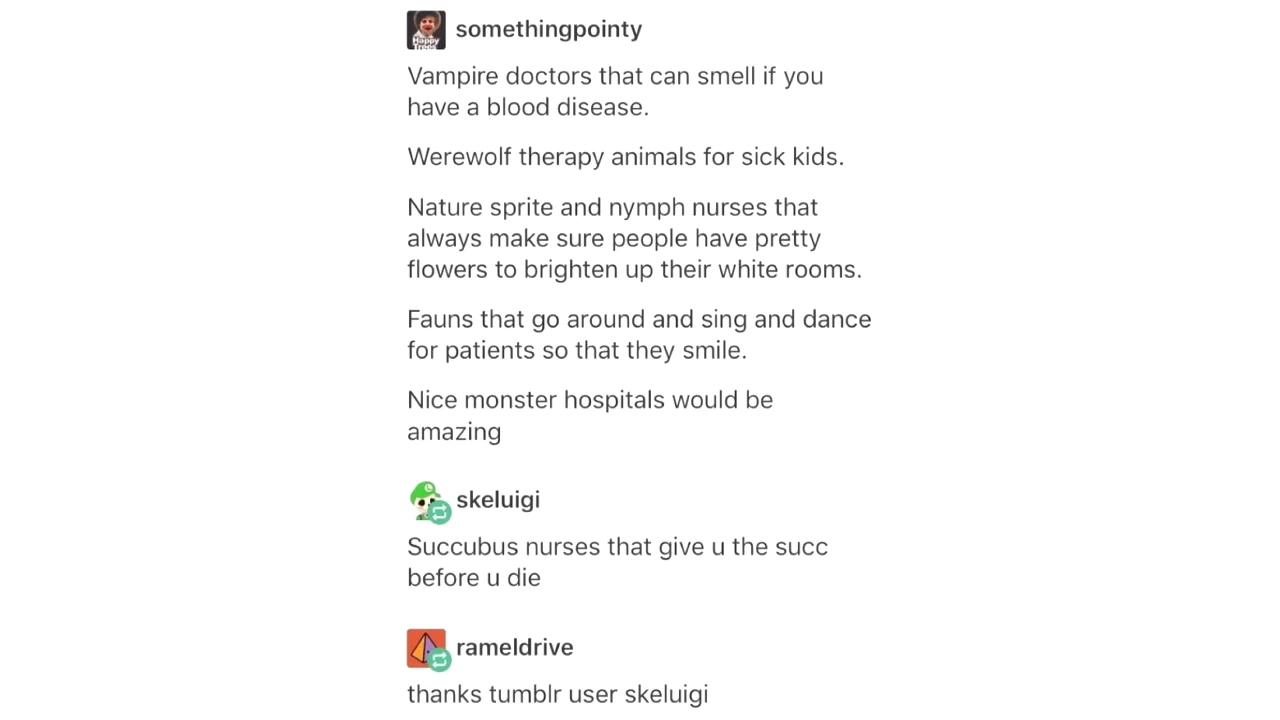 somethingpointy
Vampire doctors that can smell if you
have a blood disease.
Werewolf therapy animals for sick kids.
Nature sprite and nymph nurses that
always make sure people have pretty
flowers to brighten up their white rooms.
Fauns that go around and sing and dance
for patients so that they smile.
Nice monster hospitals would be
amazing
skeluigi
Succubus nurses that give u the succ
before u die
rameldrive
thanks tumblr user skeluigi